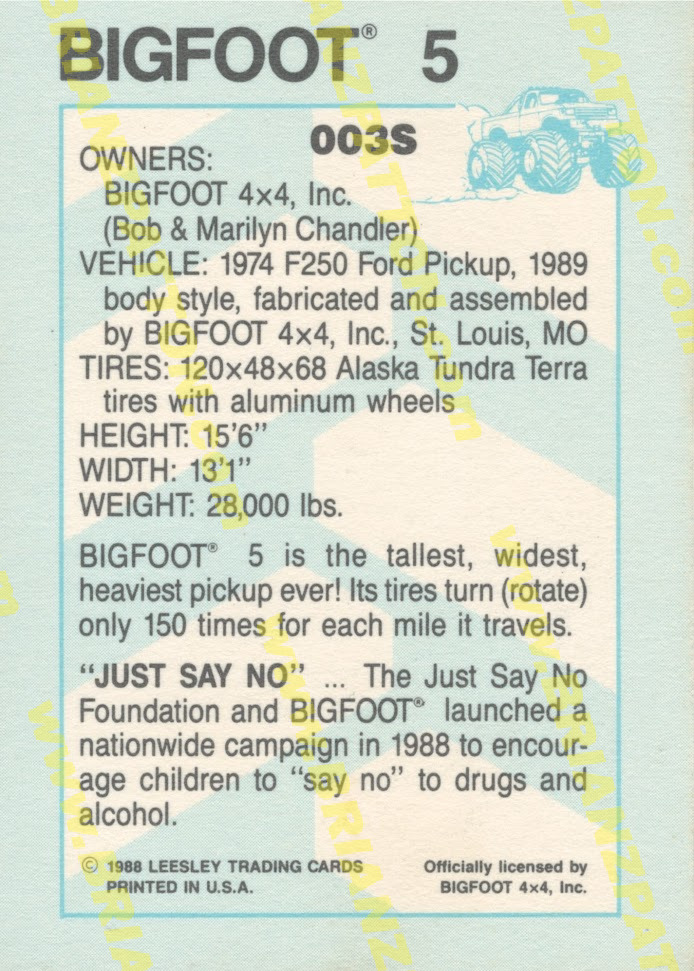 BIGFOOT® 5
003S
OWNERS:
BIGFOOT 4×4, Inc.
(Bob & Marilyn Chandler)
VEHICLE: 1974 F250 Ford Pickup, 1989
body style, fabricated and assembled
by BIGFOOT 4×4, Inc., St. Louis, MO
TIRES: 120×48×68 Alaska Tundra Terra
tires with aluminum wheels
HEIGHT: 15'6"
WIDTH: 13'1"
WEIGHT: 28,000 lbs.
BIGFOOT® 5 is the tallest, widest,
heaviest pickup ever! Its tires turn (rotate)
only 150 times for each mile it travels.
"JUST SAY NO" ... The Just Say No
Foundation and BIGFOOT® launched a
nationwide campaign in 1988 to encour-
age children to "say no" to drugs and
alcohol.
© 1988 LEESLEY TRADING CARDS
PRINTED IN U.S.A.
Officially licensed by
BIGFOOT 4×4, Inc.